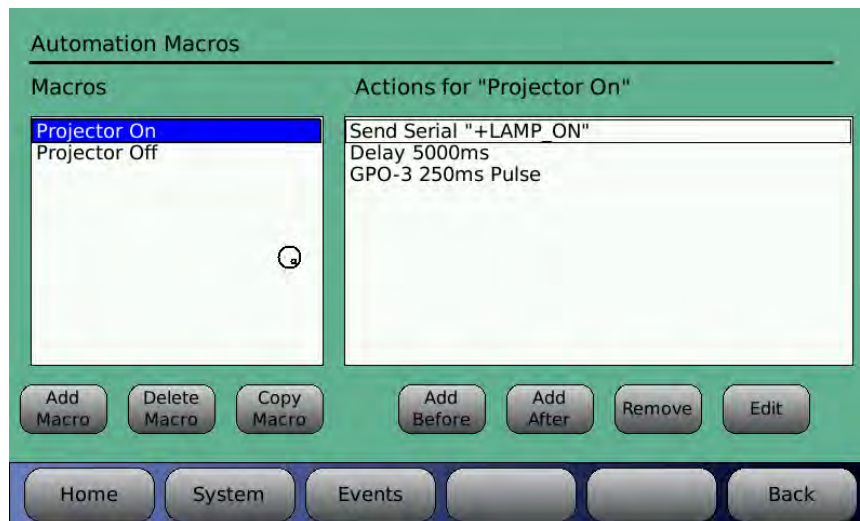 Automation Macros
Macros
Actions for "Projector On"
Projector On
Projector Off
Send Serial "+LAMP_ON"
Delay 5000ms
GPO-3 250ms Pulse
Add
Macro
Delete
Macro
Copy
Macro
Add
Before
Add
After
Remove
Edit
Home
System
Events
Back